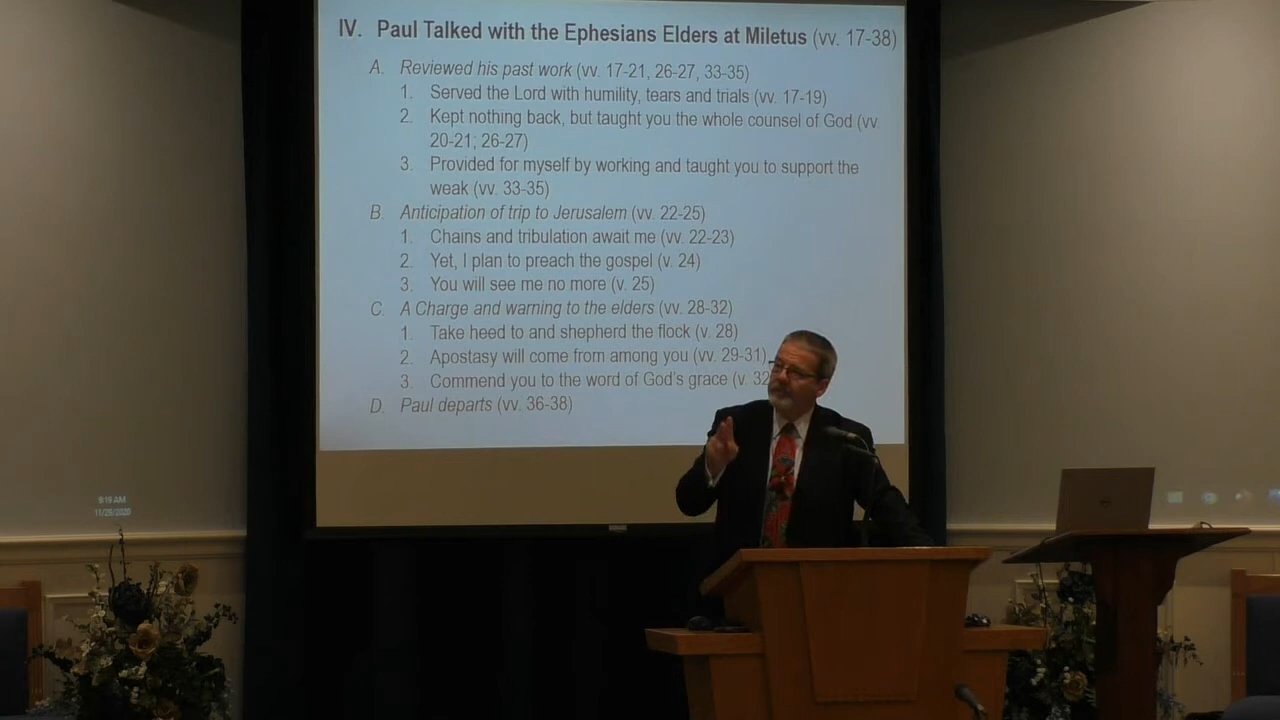 IV. Paul Talked with the Ephesians Elders at Miletus (vv. 17-38)
A. Reviewed his past work (vv. 17-21, 26-27, 33-35)
1. Served the Lord with humility, tears and trials (vv. 17-19)
2. Kept nothing back, but taught you the whole counsel of God (vv.
20-21; 26-27)
3. Provided for myself by working and taught you to support the
weak (vv. 33-35)
B. Anticipation of trip to Jerusalem (vv. 22-25)
1. Chains and tribulation await me (vv. 22-23)
2. Yet, I plan to preach the gospel (v. 24)
3. You will see me no more (v. 25)
C. A Charge and warning to the elders (vv. 28-32)
1. Take heed to and shepherd the flock (v. 28)
2. Apostasy will come from among you (vv. 29-31)
3. Commend you to the word of God's grace (v. 32
D. Paul departs (vv. 36-38)
9:19 AM
11/29/2020